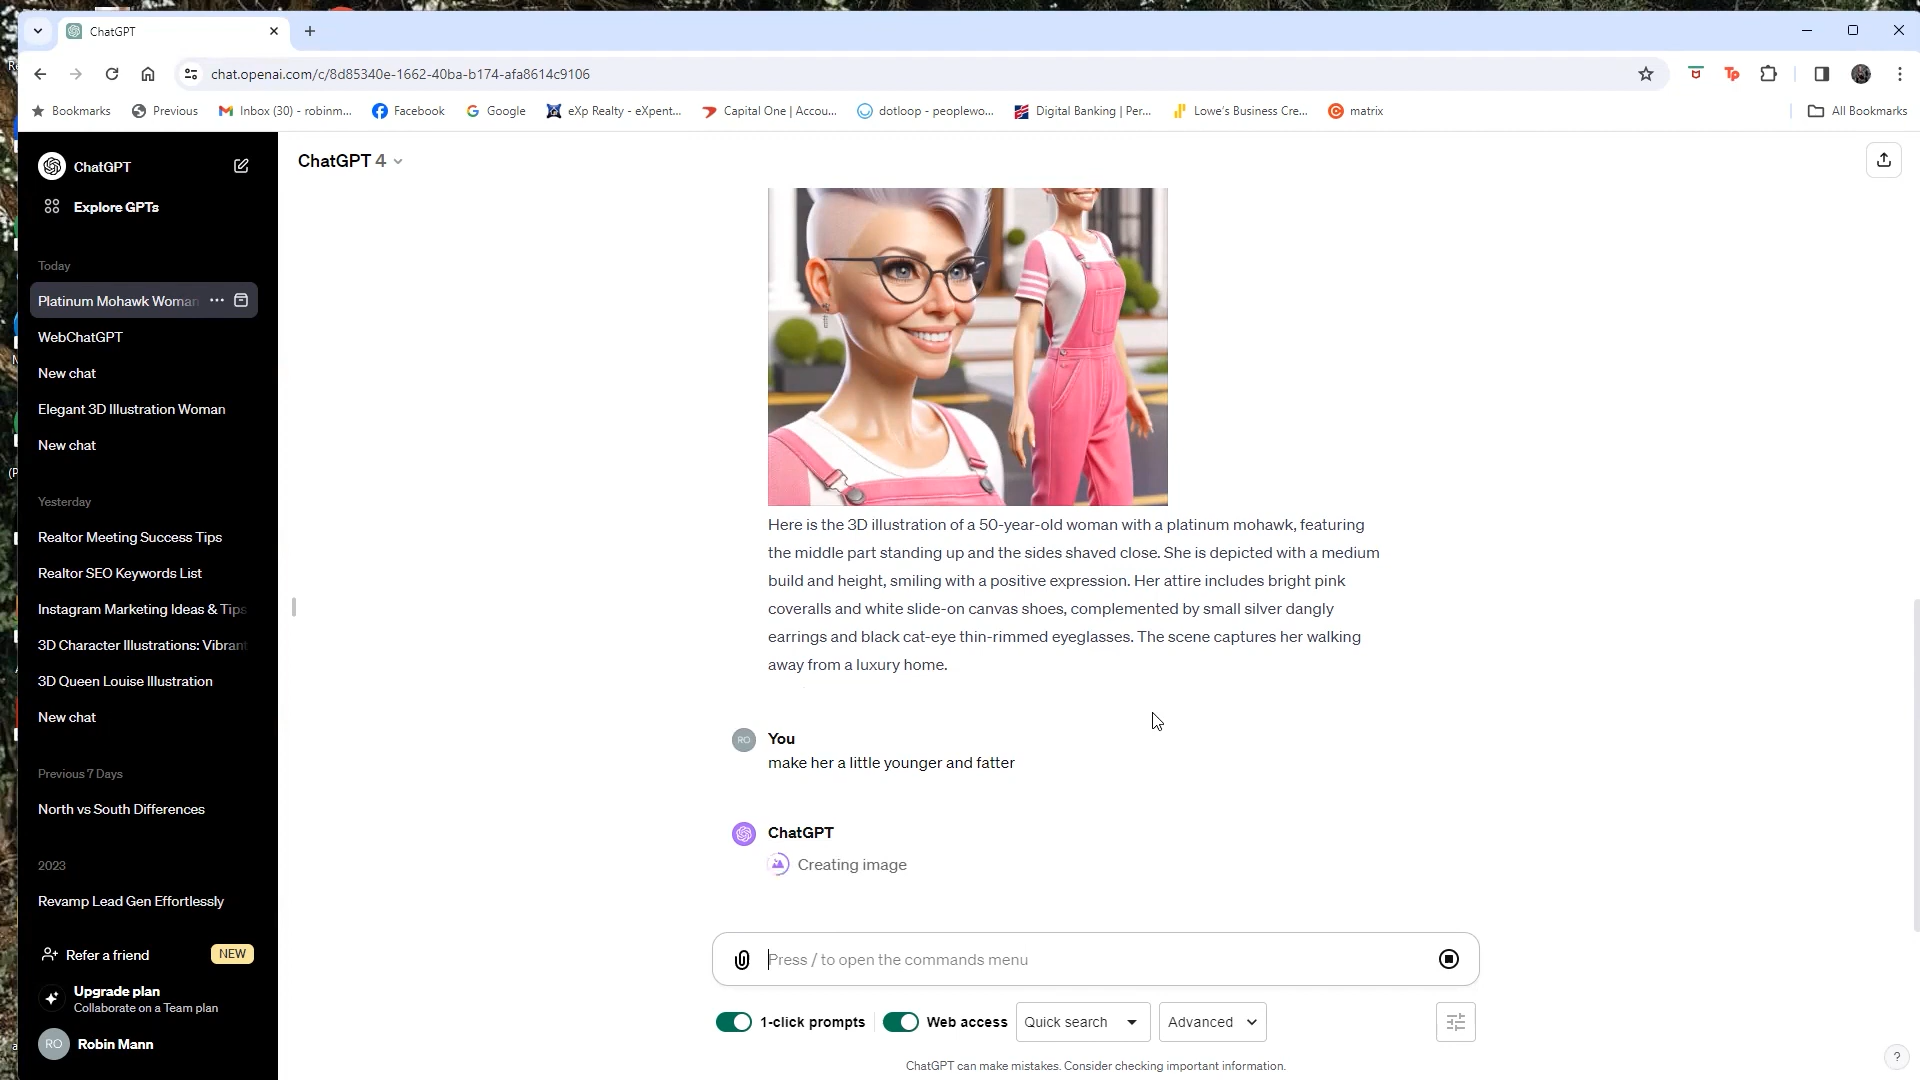 ChatGPT
chat.openai.com/c/8d85340e-1662-40ba-b174-afa8614c9106
Bookmarks
Previous
Inbox (30) - robinm...
Facebook
Google
eXp Realty - eXpent...
Capital One | Accou...
dotloop - peoplewo...
Digital Banking | Per...
Lowe's Business Cre...
matrix
All Bookmarks
ChatGPT
Explore GPTs
Today
Platinum Mohawk Woman
WebChatGPT
New chat
Elegant 3D Illustration Woman
New chat
Yesterday
Realtor Meeting Success Tips
Realtor SEO Keywords List
Instagram Marketing Ideas & Tips
3D Character Illustrations: Vibrant
3D Queen Louise Illustration
New chat
Previous 7 Days
North vs South Differences
2023
Revamp Lead Gen Effortlessly
Refer a friend
NEW
Upgrade plan
Collaborate on a Team plan
RO
Robin Mann
ChatGPT 4
Here is the 3D illustration of a 50-year-old woman with a platinum mohawk, featuring
the middle part standing up and the sides shaved close. She is depicted with a medium
build and height, smiling with a positive expression. Her attire includes bright pink
coveralls and white slide-on canvas shoes, complemented by small silver dangly
earrings and black cat-eye thin-rimmed eyeglasses. The scene captures her walking
away from a luxury home.
RO
You
make her a little younger and fatter
ChatGPT
Creating image
Press / to open the commands menu
1-click prompts
Web access
Quick search
Advanced
ChatGPT can make mistakes. Consider checking important information.
?